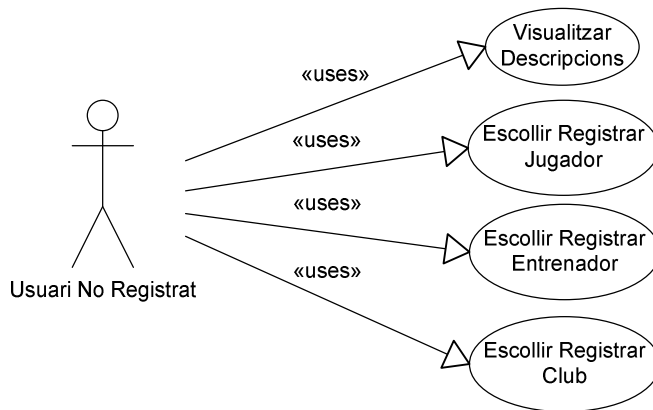 Visualitzar
Descripcions
«uses»
«uses»
Escollir Registrar
Jugador
«uses»
Escollir Registrar
Entrenador
«uses»
Usuari No Registrat
Escollir Registrar
Club